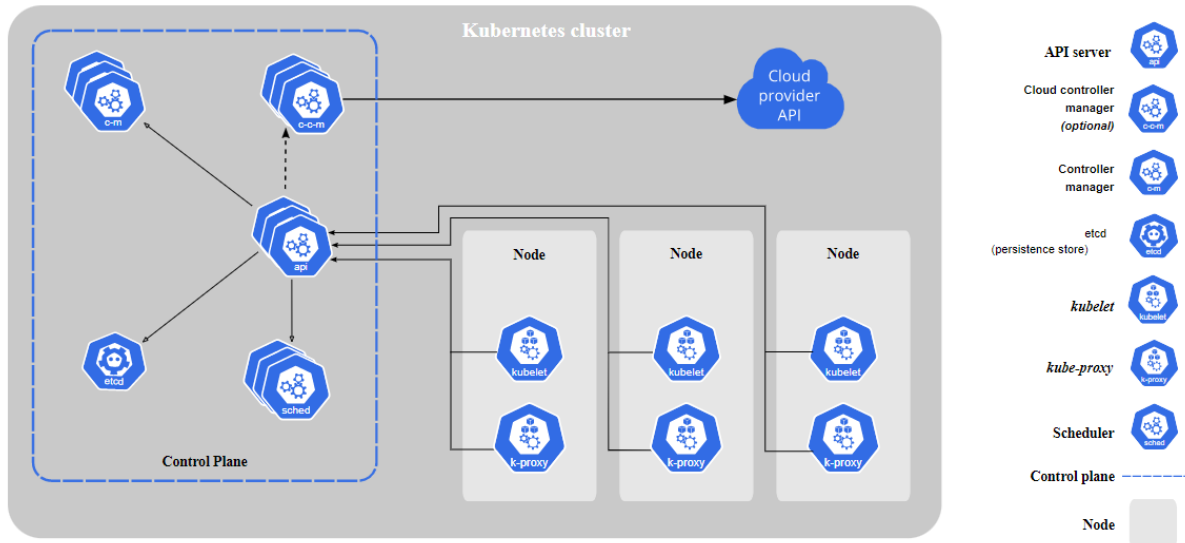 Kubernetes cluster
c-m
c-c-m
Cloud
provider
API
api
etcd
sched
Control Plane
Node
Node
Node
kubelet
kubelet
kubelet
k-proxy
k-proxy
k-proxy
API server
api
Cloud controller
manager
(optional)
c-c-m
Controller
manager
c-m
etcd
(persistence store)
etcd
kubelet
kubelet
kube-proxy
k-proxy
Scheduler
sched
Control plane
Node